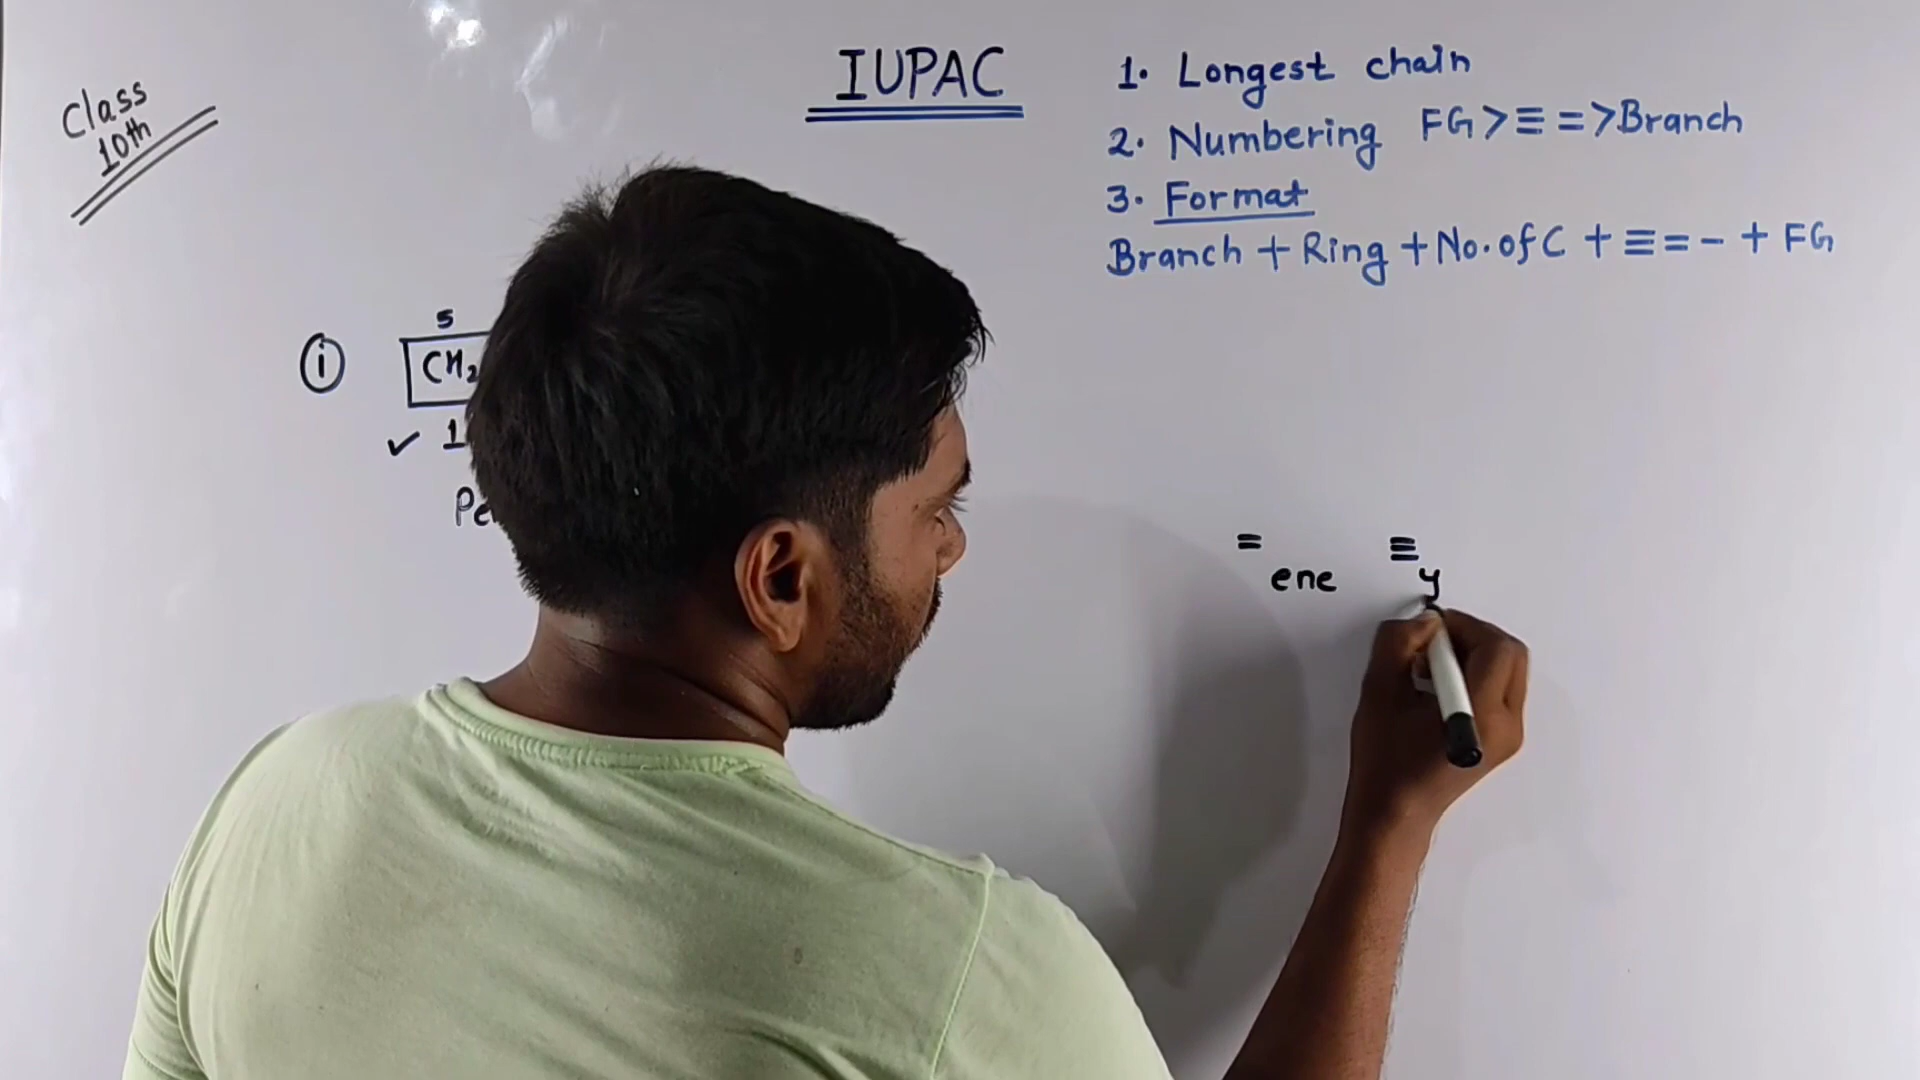 Class
10th
IUPAC
1. Longest chain
2. Numbering FG>≡ =>Branch
3. Format
Branch + Ring + No. of C + ≡ = - + FG
i
5
CH2
✓ 1
Pe
= ≡
ene y